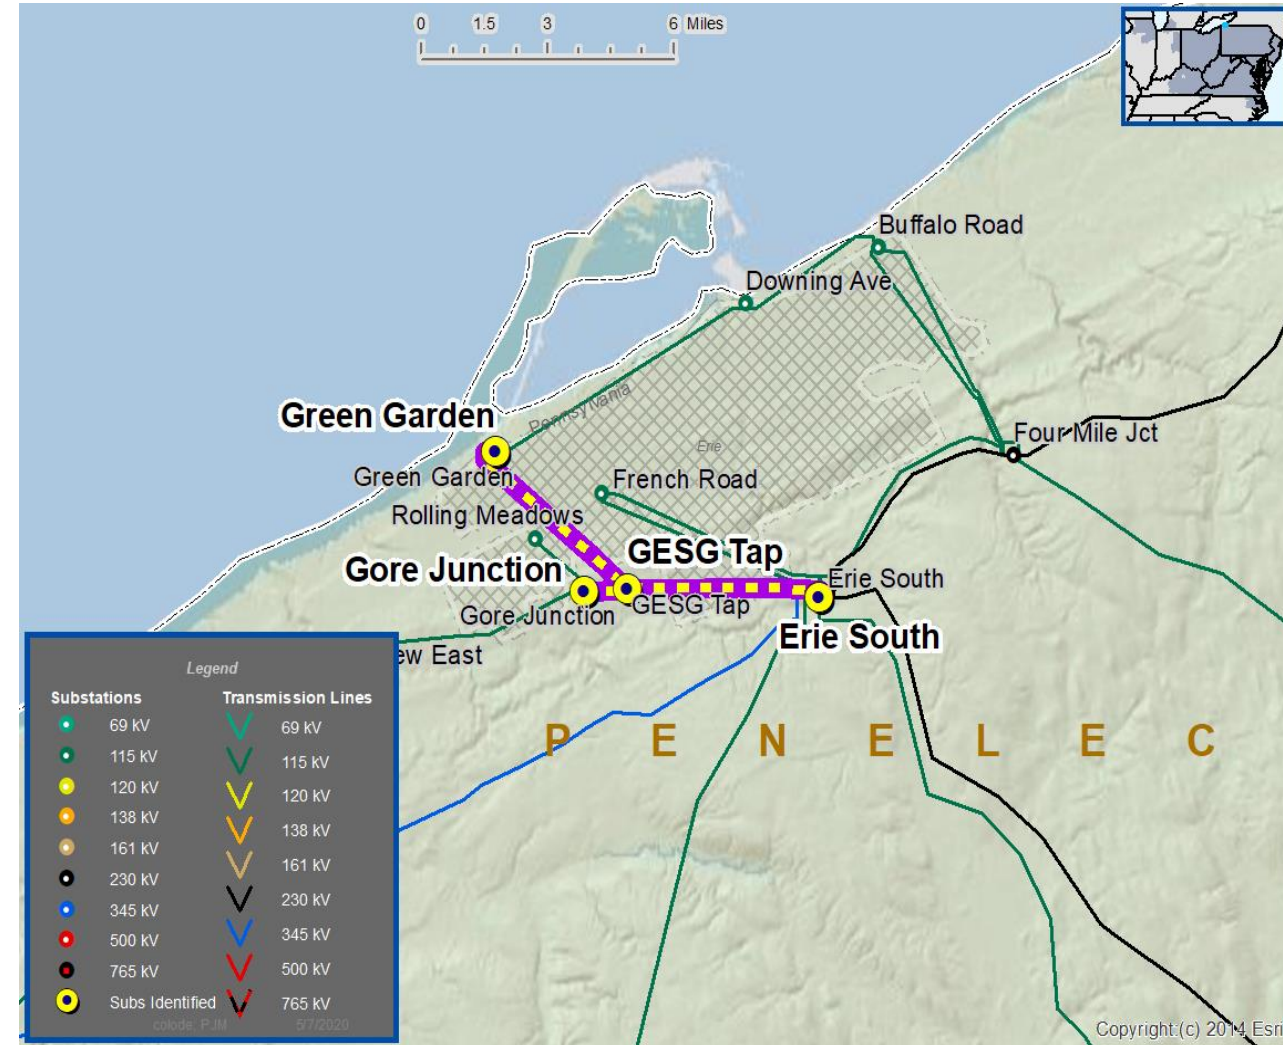 0 1.5 3 6 Miles
Buffalo Road
Downing Ave
Pennsylvania
Green Garden
Erie
Four Mile Jct
Green Garden
French Road
Rolling Meadows
GESG Tap
Gore Junction
Erie South
GESG Tap
Gore Junction
Erie South
ew East
PENELEC
Legend
Substations Transmission Lines
69 kV 69 kV
115 kV 115 kV
120 kV 120 kV
138 kV 138 kV
161 kV 161 kV
230 kV 230 kV
345 kV 345 kV
500 kV 500 kV
765 kV 765 kV
Subs Identified
colode: PJM 5/7/2020
Copyright:(c) 2014 Esri